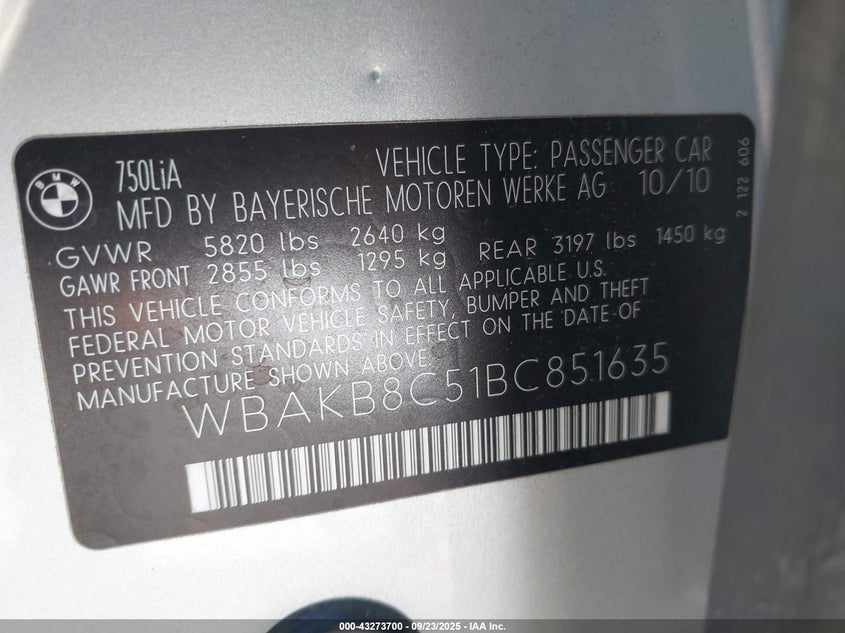 BMW
750LiA
VEHICLE TYPE: PASSENGER CAR
MFD BY BAYERISCHE MOTOREN WERKE AG 10/10
GVWR 5820 lbs 2640 kg
GAWR FRONT 2855 lbs 1295 kg REAR 3197 lbs 1450 kg
THIS VEHICLE CONFORMS TO ALL APPLICABLE U.S.
FEDERAL MOTOR VEHICLE SAFETY, BUMPER AND THEFT
PREVENTION STANDARDS IN EFFECT ON THE DATE OF
MANUFACTURE SHOWN ABOVE.
WBAKB8C51BC851635
2 122 606
000-43273700 - 09/23/2025 - IAA Inc.